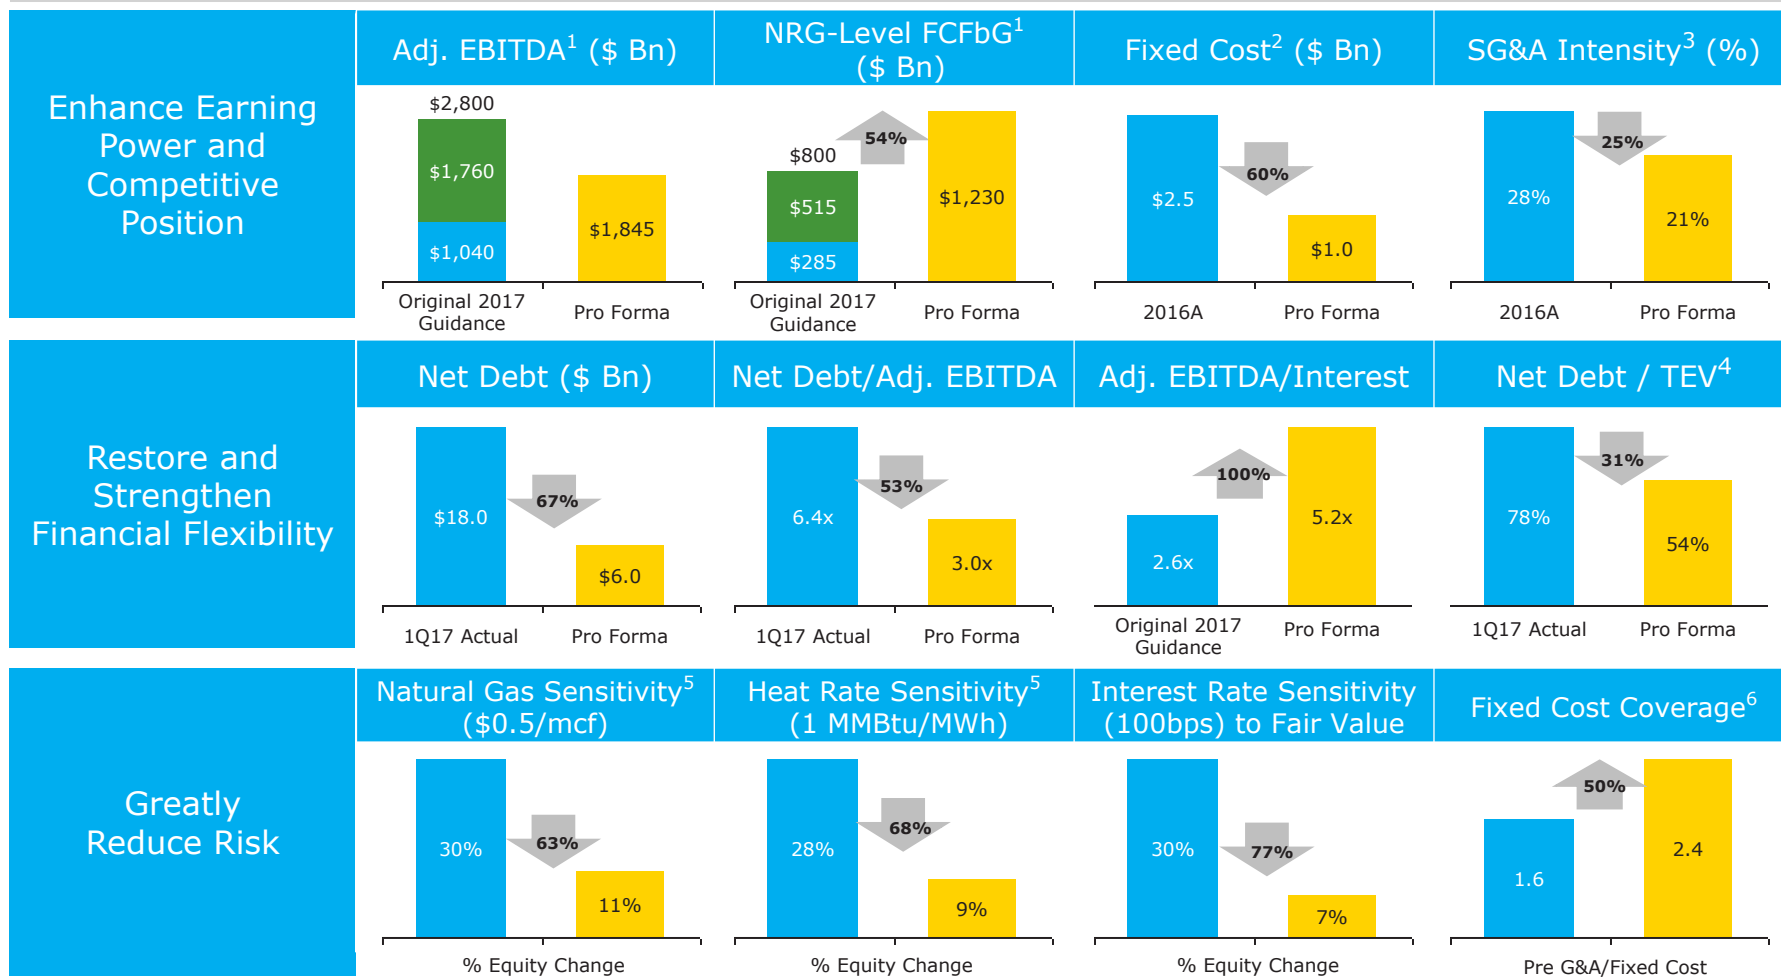 Enhance Earning
Power and
Competitive
Position
Adj. EBITDA1 ($ Bn)
$2,800
$1,760
$1,040
$1,845
Original 2017
Guidance
Pro Forma
NRG-Level FCFbG1
($ Bn)
$800
$515
$285
54%
$1,230
Original 2017
Guidance
Pro Forma
Fixed Cost2 ($ Bn)
$2.5
60%
$1.0
2016A
Pro Forma
SG&A Intensity3 (%)
28%
25%
21%
2016A
Pro Forma
Restore and
Strengthen
Financial Flexibility
Net Debt ($ Bn)
$18.0
67%
$6.0
1Q17 Actual
Pro Forma
Net Debt/Adj. EBITDA
6.4x
53%
3.0x
1Q17 Actual
Pro Forma
Adj. EBITDA/Interest
2.6x
100%
5.2x
Original 2017
Guidance
Pro Forma
Net Debt / TEV4
78%
31%
54%
1Q17 Actual
Pro Forma
Greatly
Reduce Risk
Natural Gas Sensitivity5
($0.5/mcf)
30%
63%
11%
% Equity Change
Heat Rate Sensitivity5
(1 MMBtu/MWh)
28%
68%
9%
% Equity Change
Interest Rate Sensitivity
(100bps) to Fair Value
30%
77%
7%
% Equity Change
Fixed Cost Coverage6
1.6
50%
2.4
Pre G&A/Fixed Cost